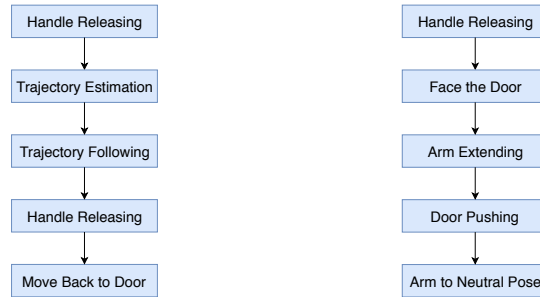 Handle Releasing
Trajectory Estimation
Trajectory Following
Handle Releasing
Move Back to Door
Handle Releasing
Face the Door
Arm Extending
Door Pushing
Arm to Neutral Pose